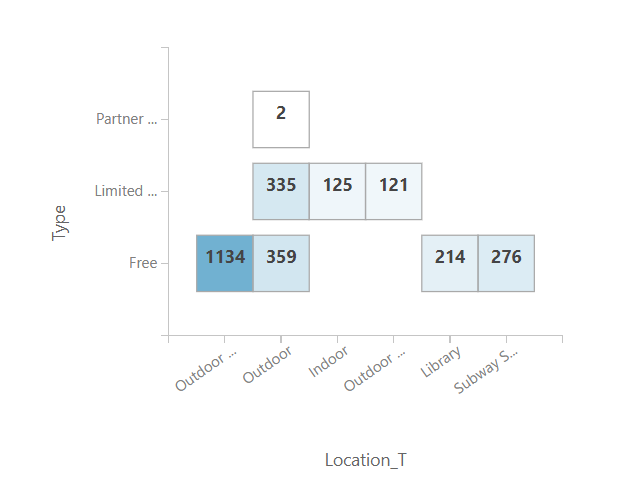 Partner ...
2
Limited ...
335 125 121
Type
Free
1134 359 214 276
Outdoor ... Outdoor Indoor Outdoor ... Library Subway S...
Location_T